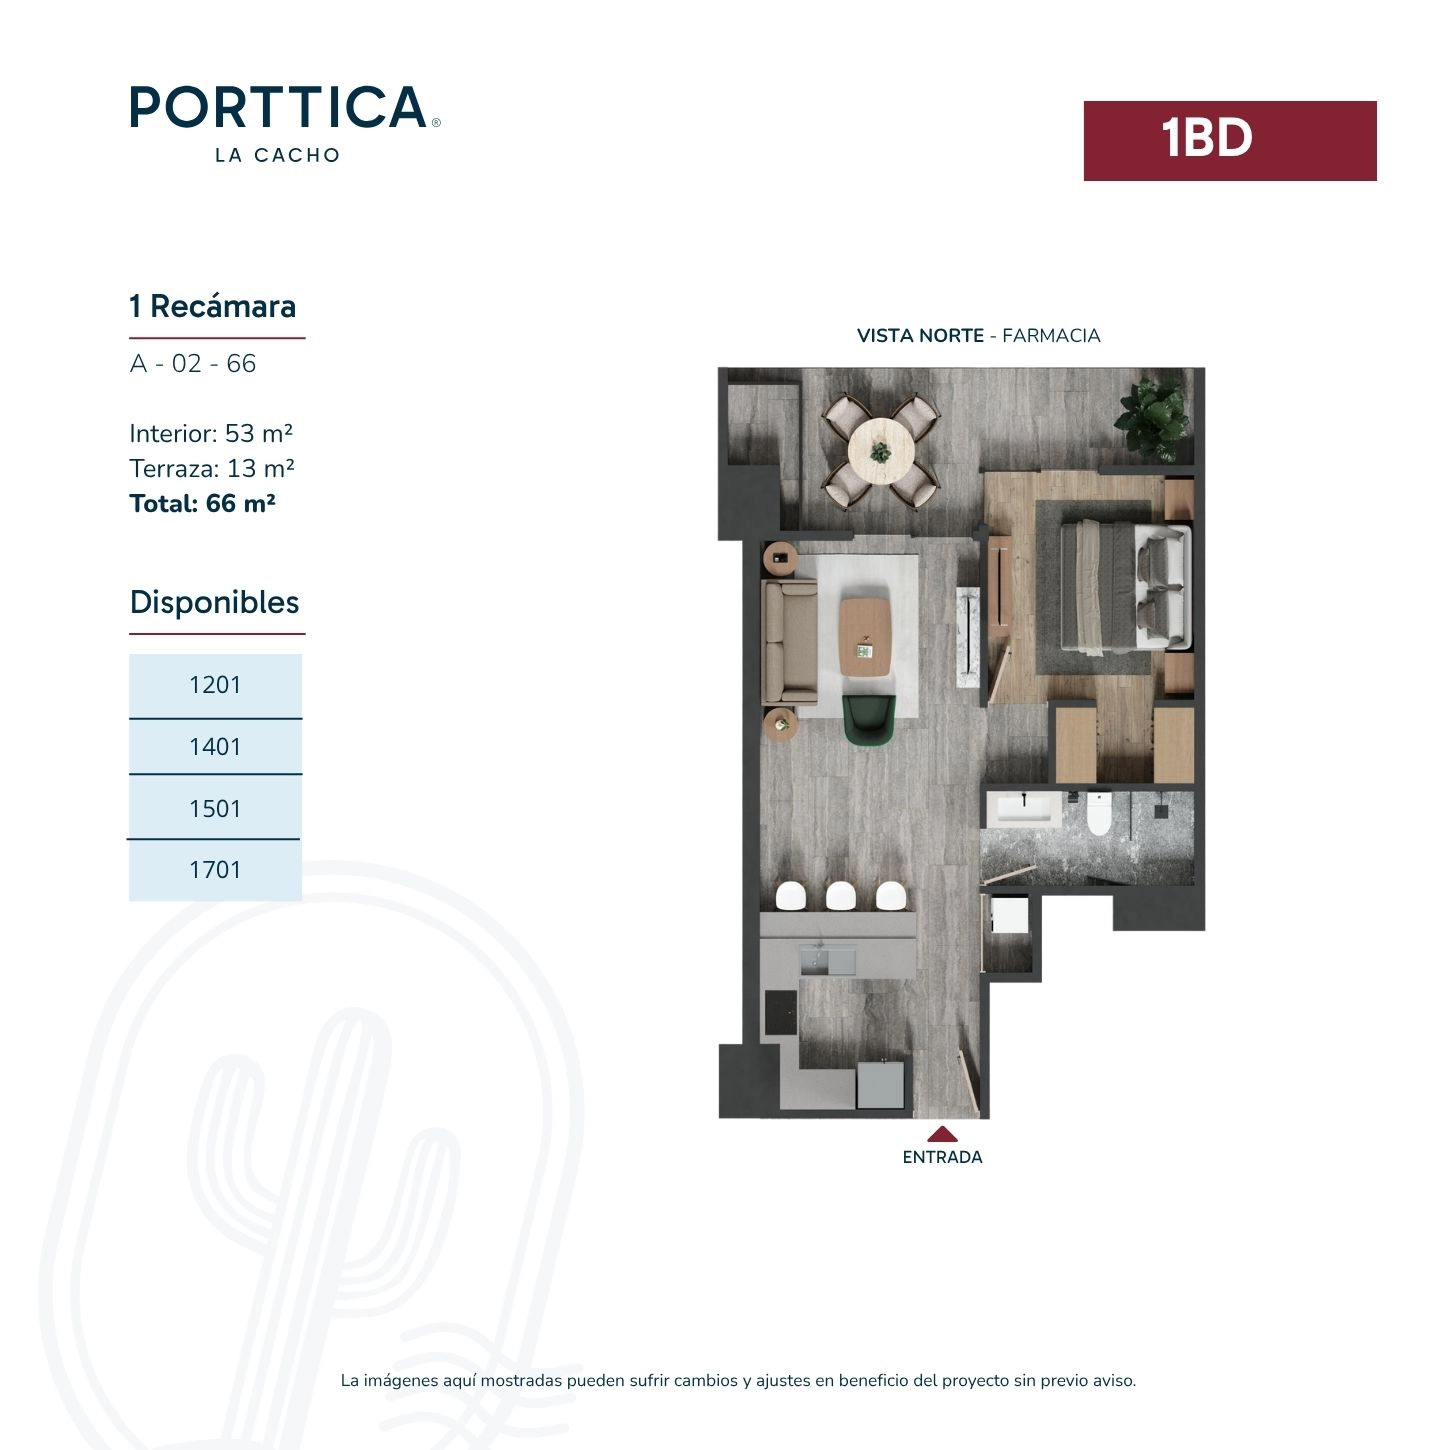 PORTTICA®
LA CACHO
1BD
1 Recámara
A - 02 - 66
Interior: 53 m²
Terraza: 13 m²
Total: 66 m²
Disponibles
1201
1401
1501
1701
VISTA NORTE - FARMACIA
ENTRADA
La imágenes aquí mostradas pueden sufrir cambios y ajustes en beneficio del proyecto sin previo aviso.